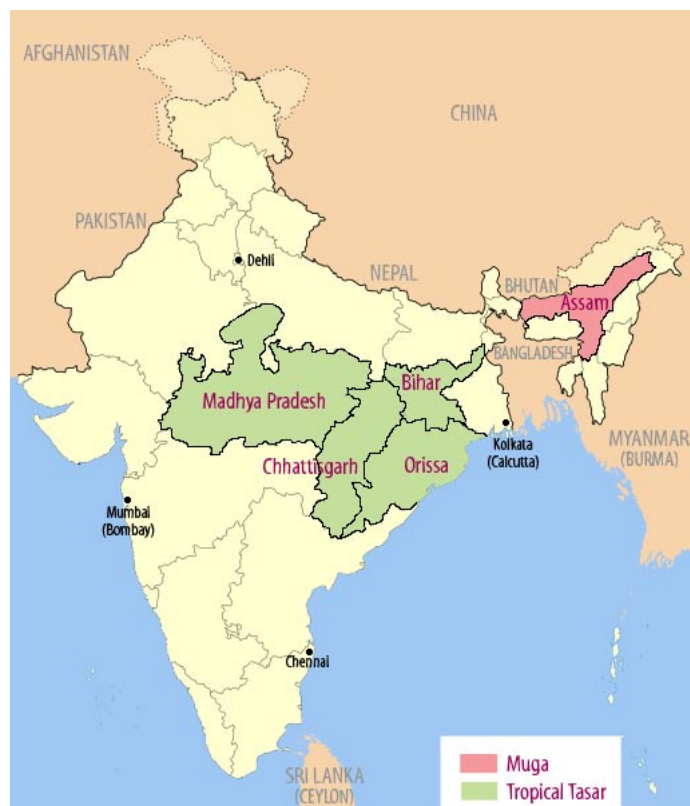 AFGHANISTAN
CHINA
PAKISTAN
Dehli
NEPAL
BHUTAN
Assam
BANGLADESH
Bihar
Madhya Pradesh
Kolkata
(Calcutta)
MYANMAR
(BURMA)
Chhattisgarh
Orissa
Mumbai
(Bombay)
Chennai
SRI LANKA
(CEYLON)
Muga
Tropical Tasar